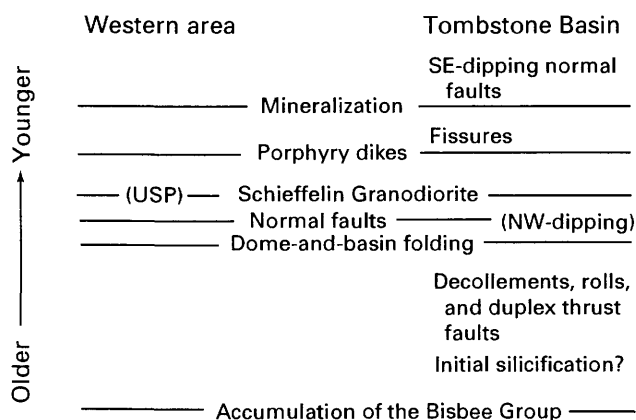 Western area
Tombstone Basin
SE-dipping normal
faults
Mineralization
Fissures
Porphyry dikes
(USP)
Schieffelin Granodiorite
Normal faults
(NW-dipping)
Dome-and-basin folding
Decollements, rolls,
and duplex thrust
faults
Initial silicification?
Accumulation of the Bisbee Group
Younger
Older